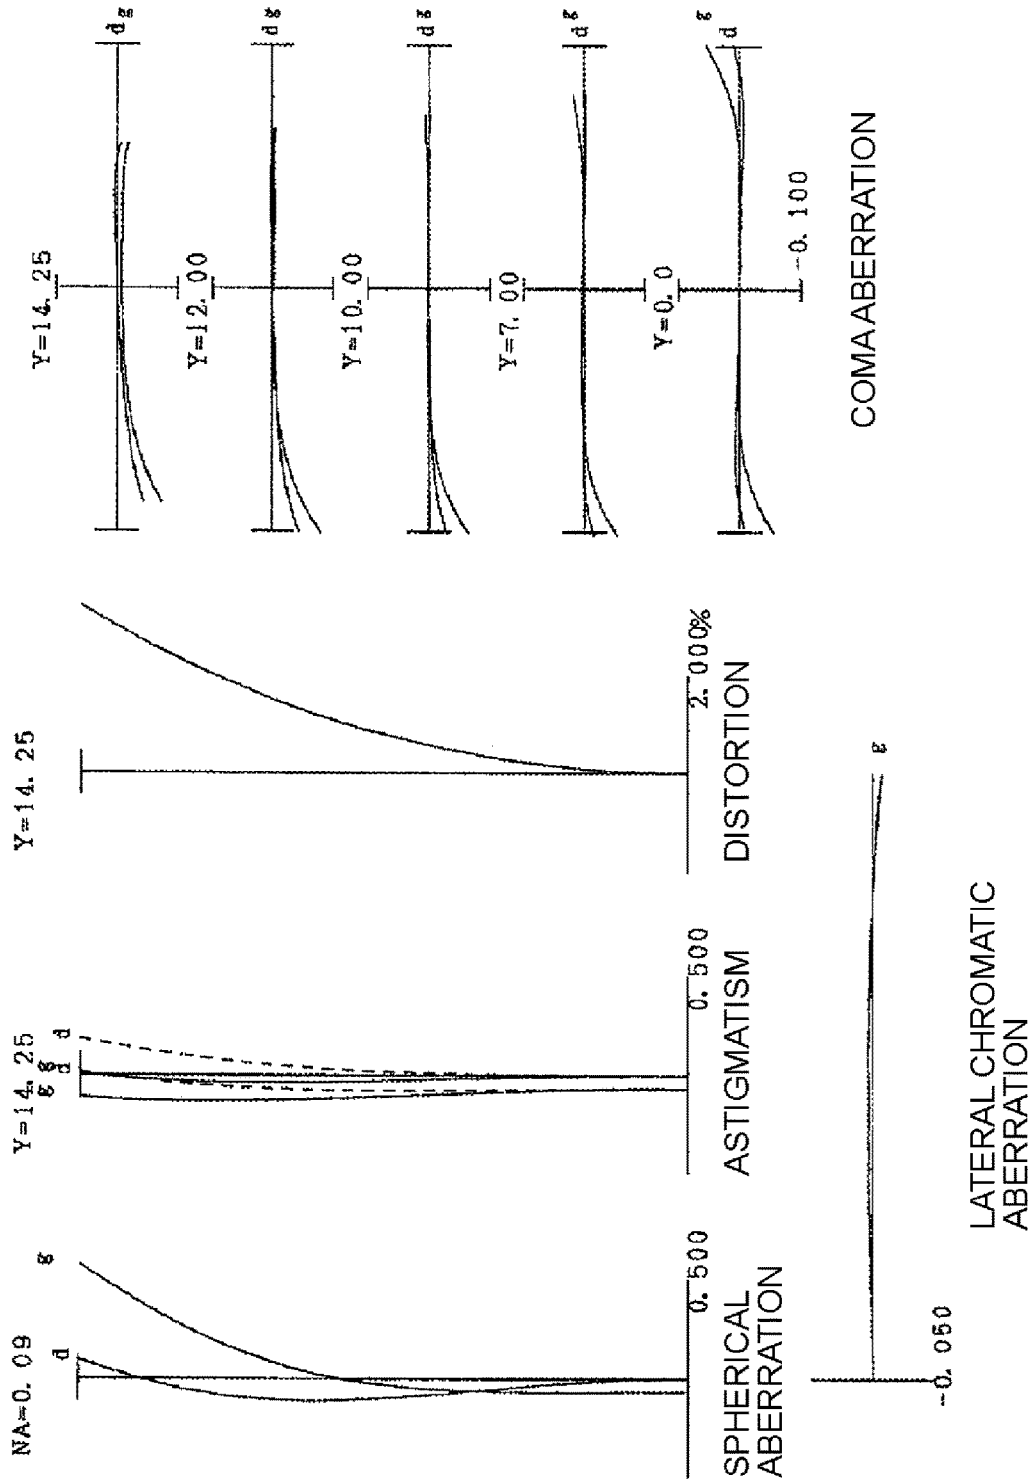 NA=0. 09
d
g
0. 500
SPHERICAL
ABERRATION
Y=14. 25
g
d
g
d
0. 500
ASTIGMATISM
Y=14. 25
2. 000%
DISTORTION
Y=14. 25
d
g
Y=12. 00
d
g
Y=10. 00
d
g
Y=7. 00
d
g
Y=0. 0
d
g
-0. 100
COMA ABERRATION
g
-0. 050
LATERAL CHROMATIC
ABERRATION